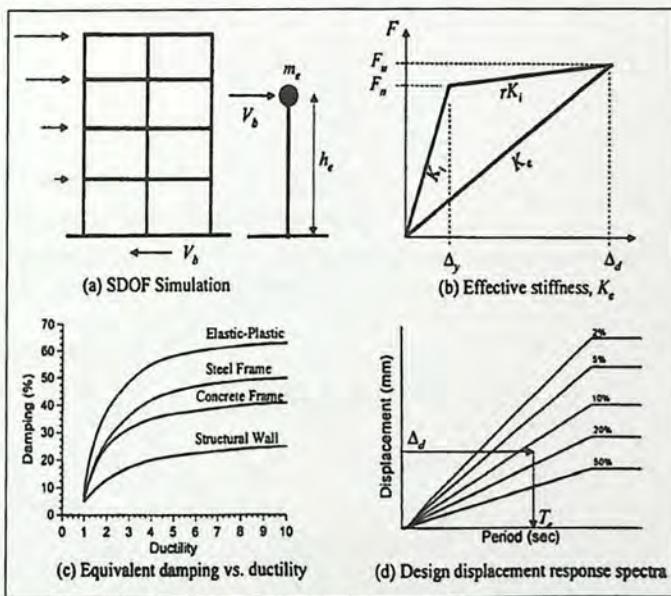 m_e
V_b
h_e
V_b
(a) SDOF Simulation
F
F_u
F_n
rK_i
K_i
K_e
Δ_y
Δ_d
(b) Effective stiffness, K_e
70
60
50
40
30
20
10
0
Damping (%)
Elastic-Plastic
Steel Frame
Concrete Frame
Structural Wall
0 1 2 3 4 5 6 7 8 9 10
Ductility
(c) Equivalent damping vs. ductility
Displacement (mm)
2%
5%
10%
20%
50%
Δ_d
T_e
Period (sec)
(d) Design displacement response spectra